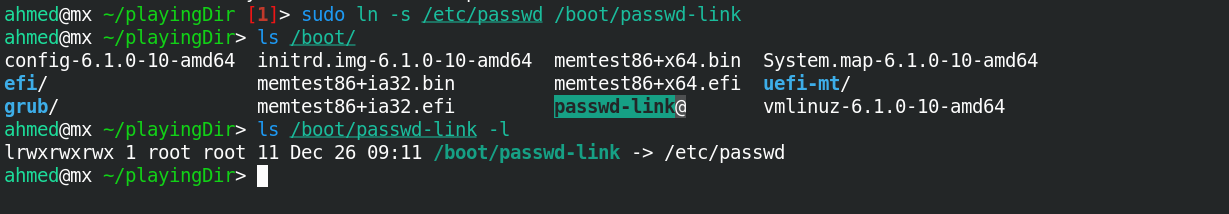 ahmed@mx ~/playingDir [1]> sudo ln -s /etc/passwd /boot/passwd-link
ahmed@mx ~/playingDir> ls /boot/
config-6.1.0-10-amd64  initrd.img-6.1.0-10-amd64  memtest86+x64.bin  System.map-6.1.0-10-amd64
efi/                   memtest86+ia32.bin         memtest86+x64.efi  uefi-mt/
grub/                  memtest86+ia32.efi         passwd-link@       vmlinuz-6.1.0-10-amd64
ahmed@mx ~/playingDir> ls /boot/passwd-link -l
lrwxrwxrwx 1 root root 11 Dec 26 09:11 /boot/passwd-link -> /etc/passwd
ahmed@mx ~/playingDir>